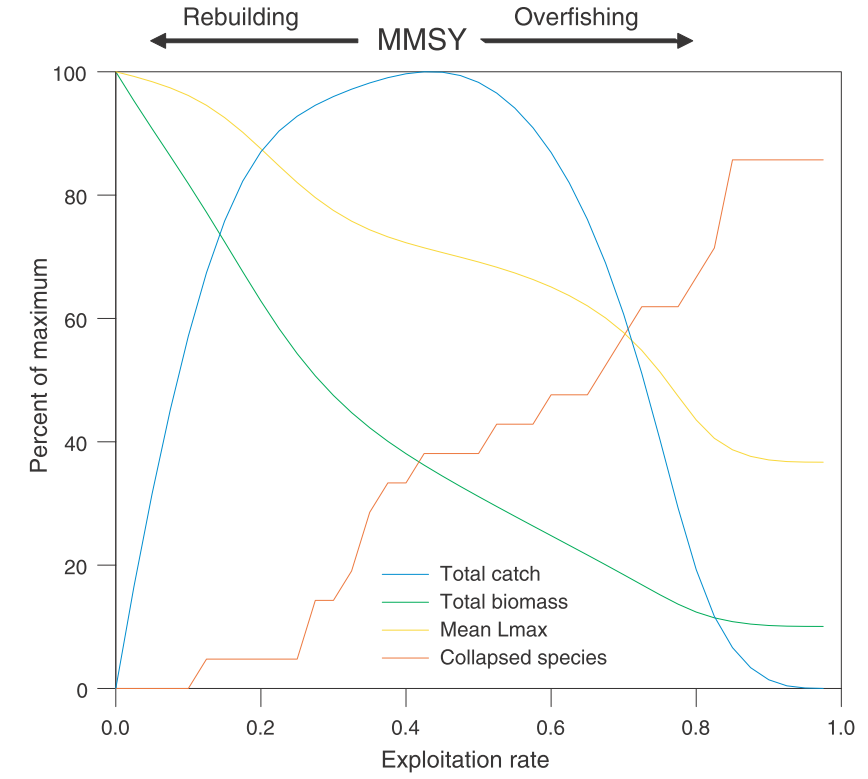 Rebuilding
Overfishing
MMSY
100
80
60
40
20
0
Percent of maximum
Total catch
Total biomass
Mean Lmax
Collapsed species
0.0
0.2
0.4
0.6
0.8
1.0
Exploitation rate